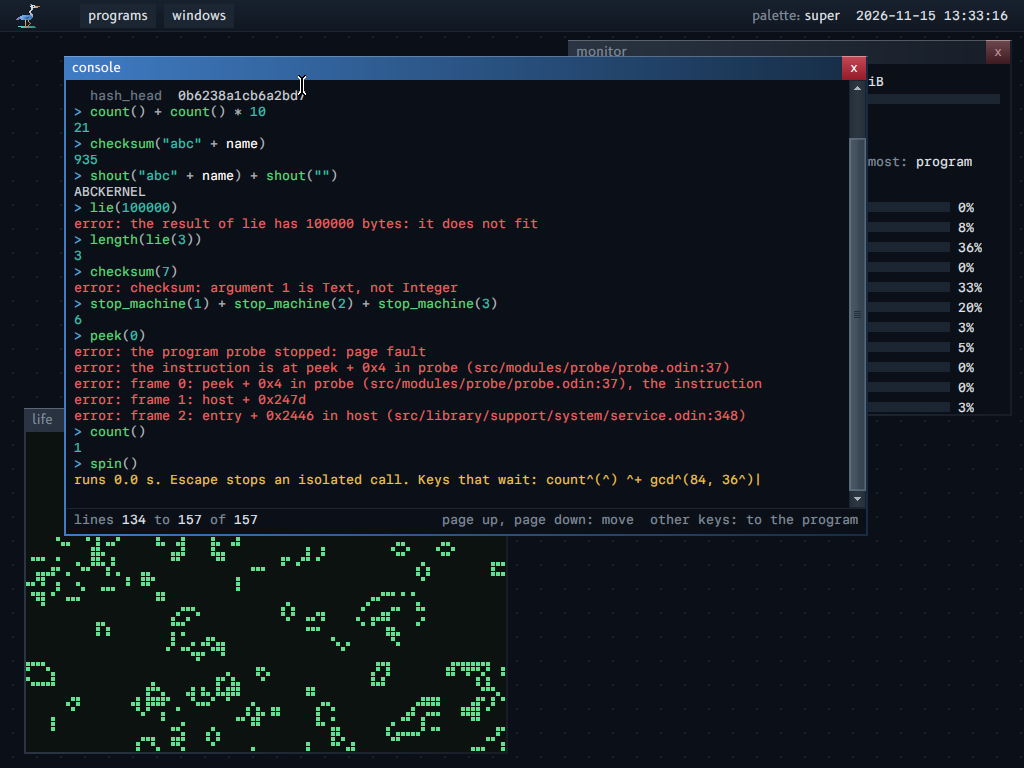 programs windows palette: super 2026-11-15 13:33:16
monitor x
console x
iB
hash_head 0b6238a1cb6a2bd7
> count() + count() * 10
21
> checksum("abc" + name)
935
most: program
> shout("abc" + name) + shout("")
ABCKERNEL
> lie(100000)
0%
error: the result of lie has 100000 bytes: it does not fit
8%
> length(lie(3))
36%
3
0%
> checksum(7)
error: checksum: argument 1 is Text, not Integer
33%
> stop_machine(1) + stop_machine(2) + stop_machine(3)
20%
6
3%
> peek(0)
error: the program probe stopped: page fault
5%
error: the instruction is at peek + 0x4 in probe (src/modules/probe/probe.odin:37)
0%
error: frame 0: peek + 0x4 in probe (src/modules/probe/probe.odin:37), the instruction
0%
error: frame 1: host + 0x247d
3%
error: frame 2: entry + 0x2446 in host (src/library/support/system/service.odin:348)
> count()
1
> spin()
runs 0.0 s. Escape stops an isolated call. Keys that wait: count^(^) ^+ gcd^(84, 36^)|
lines 134 to 157 of 157 page up, page down: move other keys: to the program
life